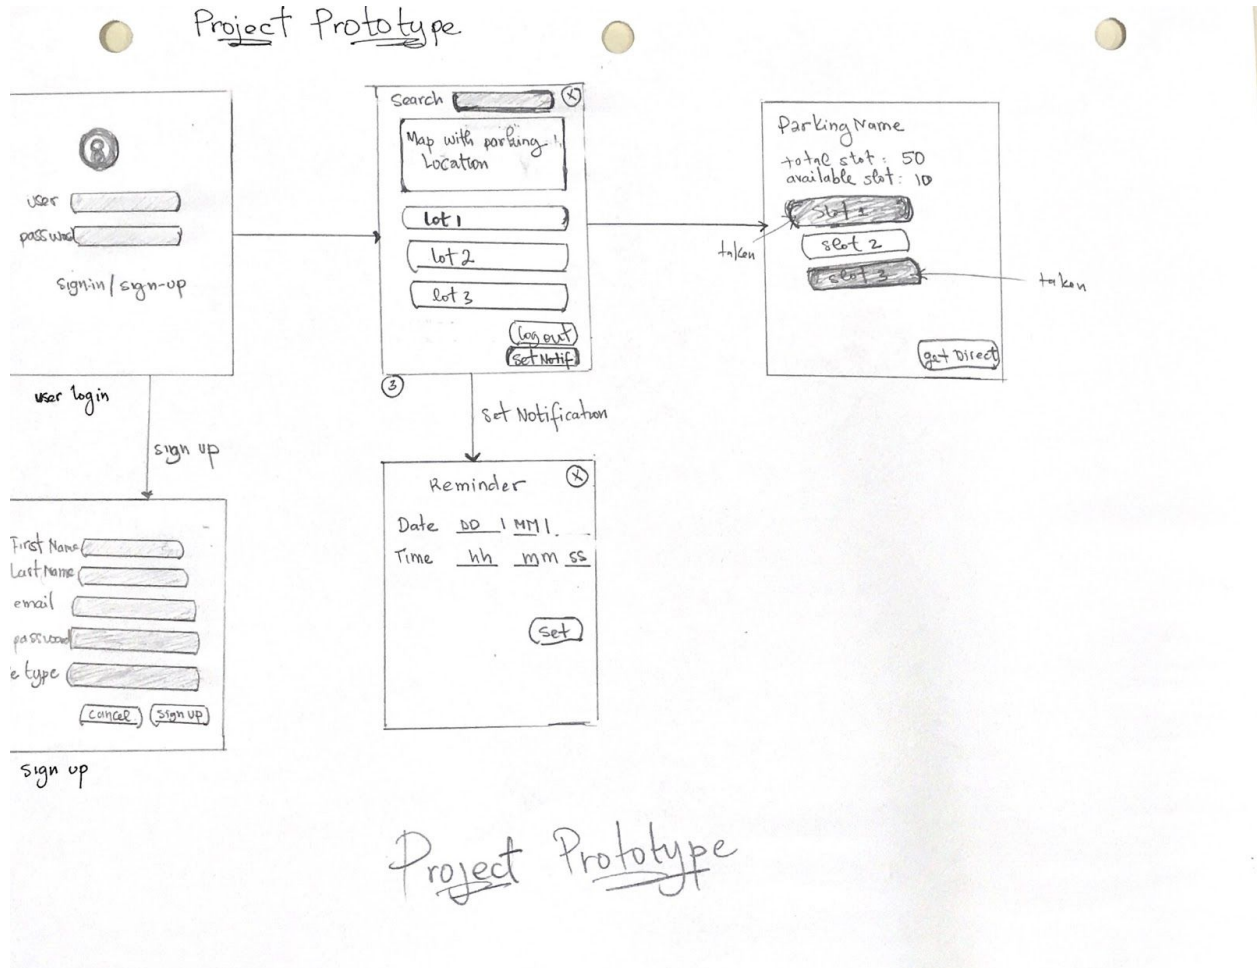 Project Prototype
8
user
password
signin / sign-up
user login
sign up
First Name
Last Name
email
password
e type
cancel
sign up
sign up
Search
X
Map with parking
Location
lot 1
lot 2
lot 3
Log out
Set Notif
3
Set Notification
Reminder
X
Date DD / MM /
Time hh mm ss
Set
Parking Name
total slot : 50
available slot : 10
slot 1
taken
slot 2
slot 3
taken
get Direct
Project Prototype